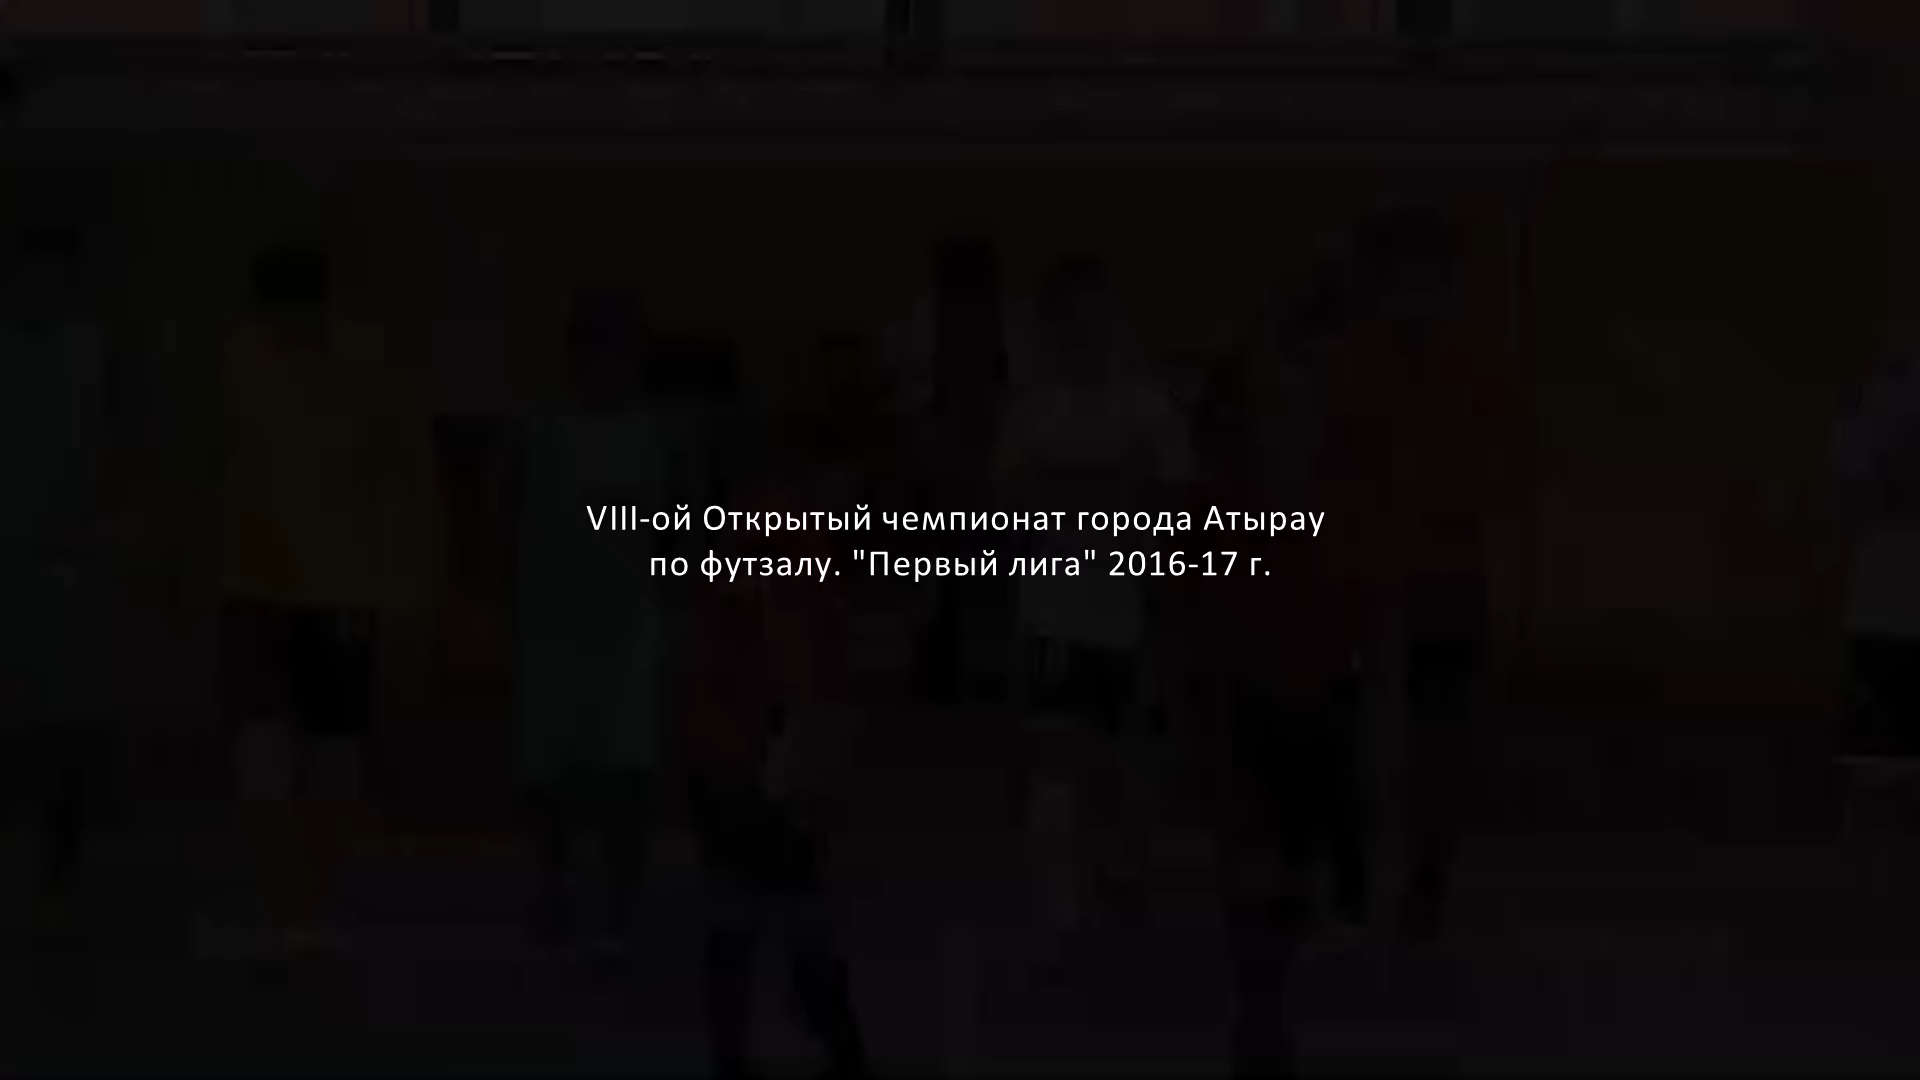 VIII-ой Открытый чемпионат города Атырау
по футзалу. "Первый лига" 2016-17 г.